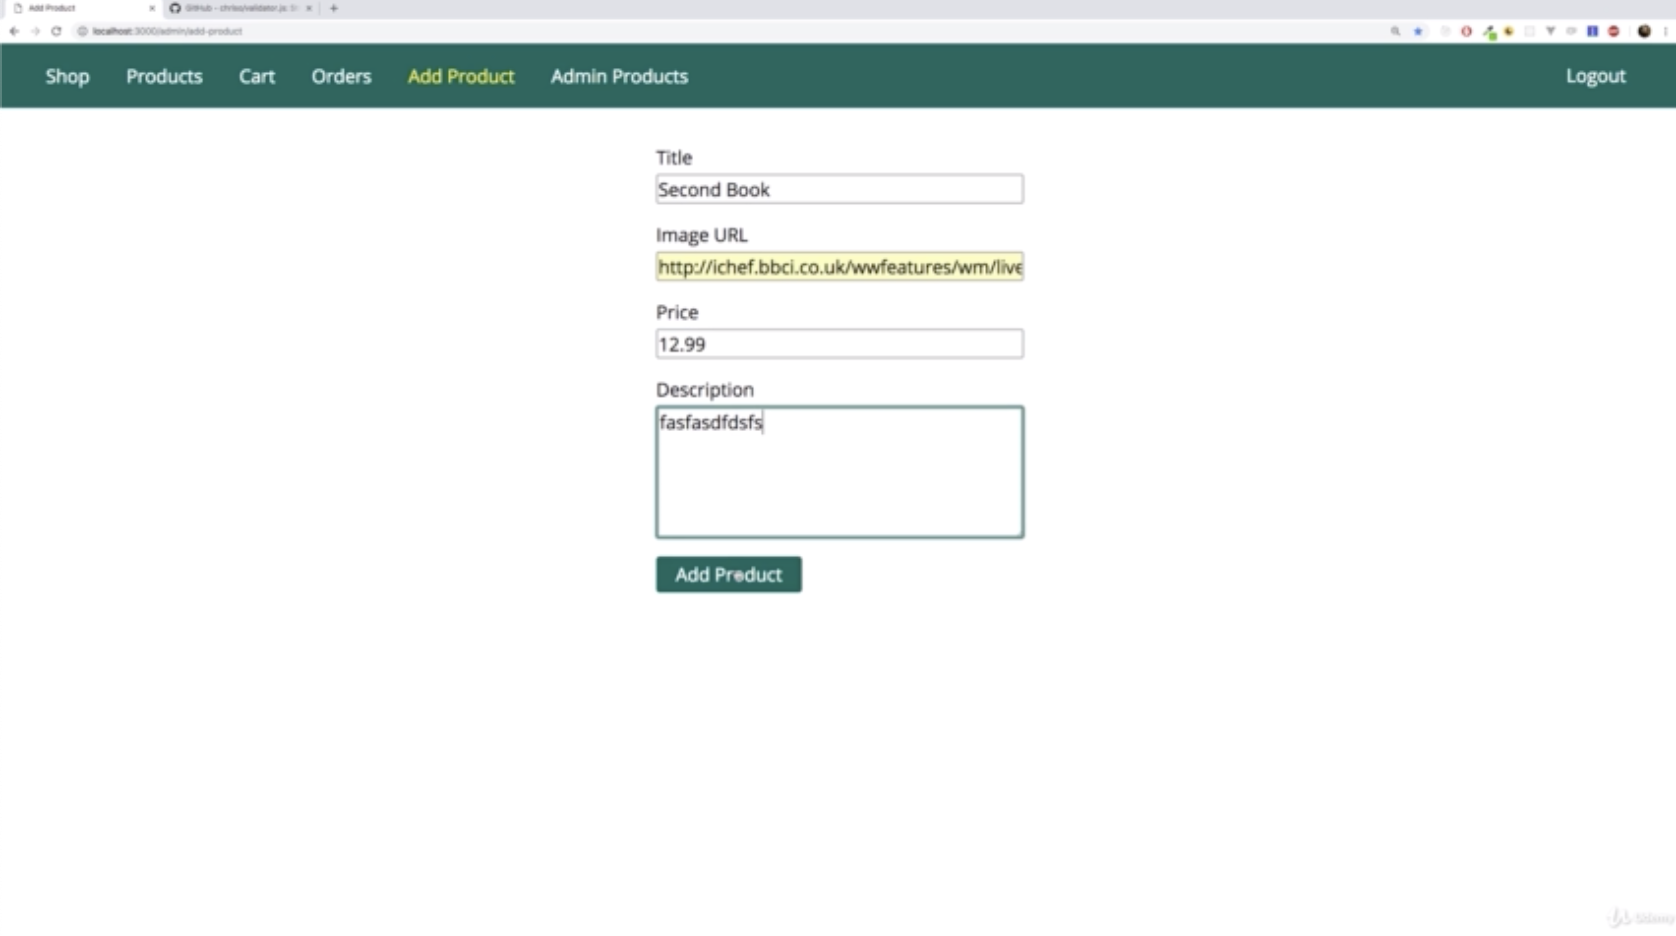 Add Product
GitHub - chriso/validator.js: St
localhost:3000/admin/add-product
Shop Products Cart Orders Add Product Admin Products Logout
Title
Second Book
Image URL
http://ichef.bbci.co.uk/wwfeatures/wm/live
Price
12.99
Description
fasfasdfdsfs
Add Product
Udemy